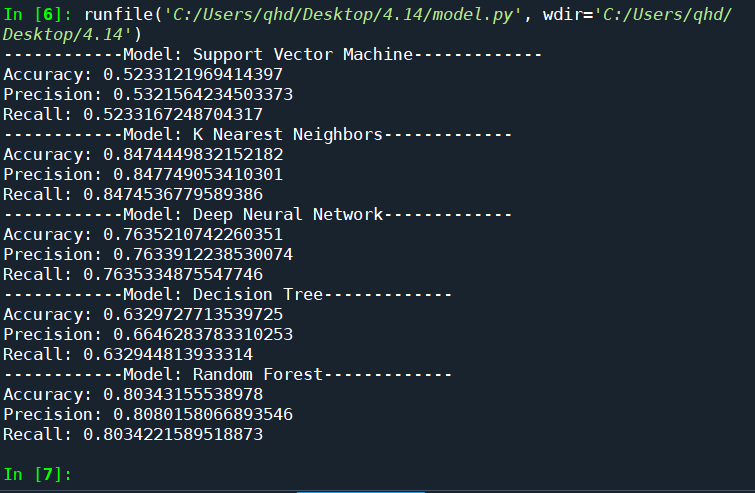 In [6]: runfile('C:/Users/qhd/Desktop/4.14/model.py', wdir='C:/Users/qhd/
Desktop/4.14')
------------Model: Support Vector Machine-------------
Accuracy: 0.5233121969414397
Precision: 0.5321564234503373
Recall: 0.5233167248704317
------------Model: K Nearest Neighbors-------------
Accuracy: 0.8474449832152182
Precision: 0.847749053410301
Recall: 0.8474536779589386
------------Model: Deep Neural Network-------------
Accuracy: 0.7635210742260351
Precision: 0.7633912238530074
Recall: 0.7635334875547746
------------Model: Decision Tree-------------
Accuracy: 0.6329727713539725
Precision: 0.6646283783310253
Recall: 0.632944813933314
------------Model: Random Forest-------------
Accuracy: 0.80343155538978
Precision: 0.8080158066893546
Recall: 0.8034221589518873
In [7]: